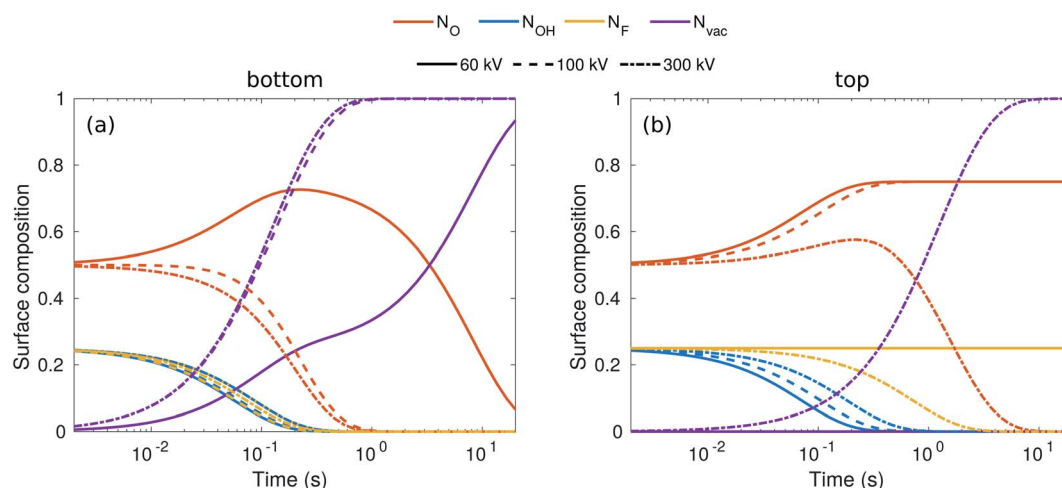 N_O N_OH N_F N_vac
60 kV 100 kV 300 kV
bottom
(a)
Surface composition
1
0.8
0.6
0.4
0.2
0
10^-2 10^-1 10^0 10^1
Time (s)
top
(b)
Surface composition
1
0.8
0.6
0.4
0.2
0
10^-2 10^-1 10^0 10^1
Time (s)